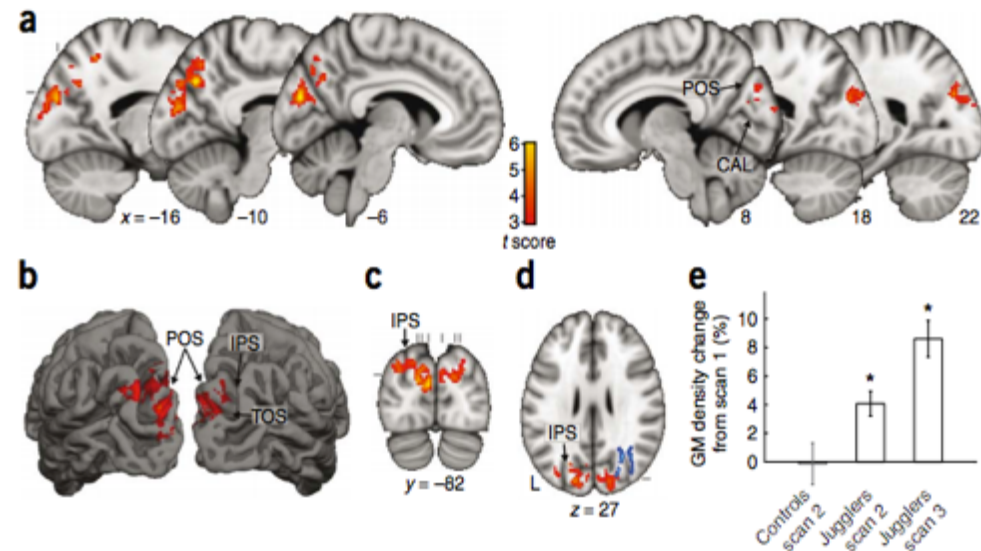 a
x = –16
–10
–6
6
5
4
3
t score
POS
CAL
8
18
22
b
POS
IPS
TOS
c
IPS
y = –82
d
IPS
L
z = 27
e
GM density change
from scan 1 (%)
10
8
6
4
2
0
*
*
Controls
scan 2
Jugglers
scan 2
Jugglers
scan 3